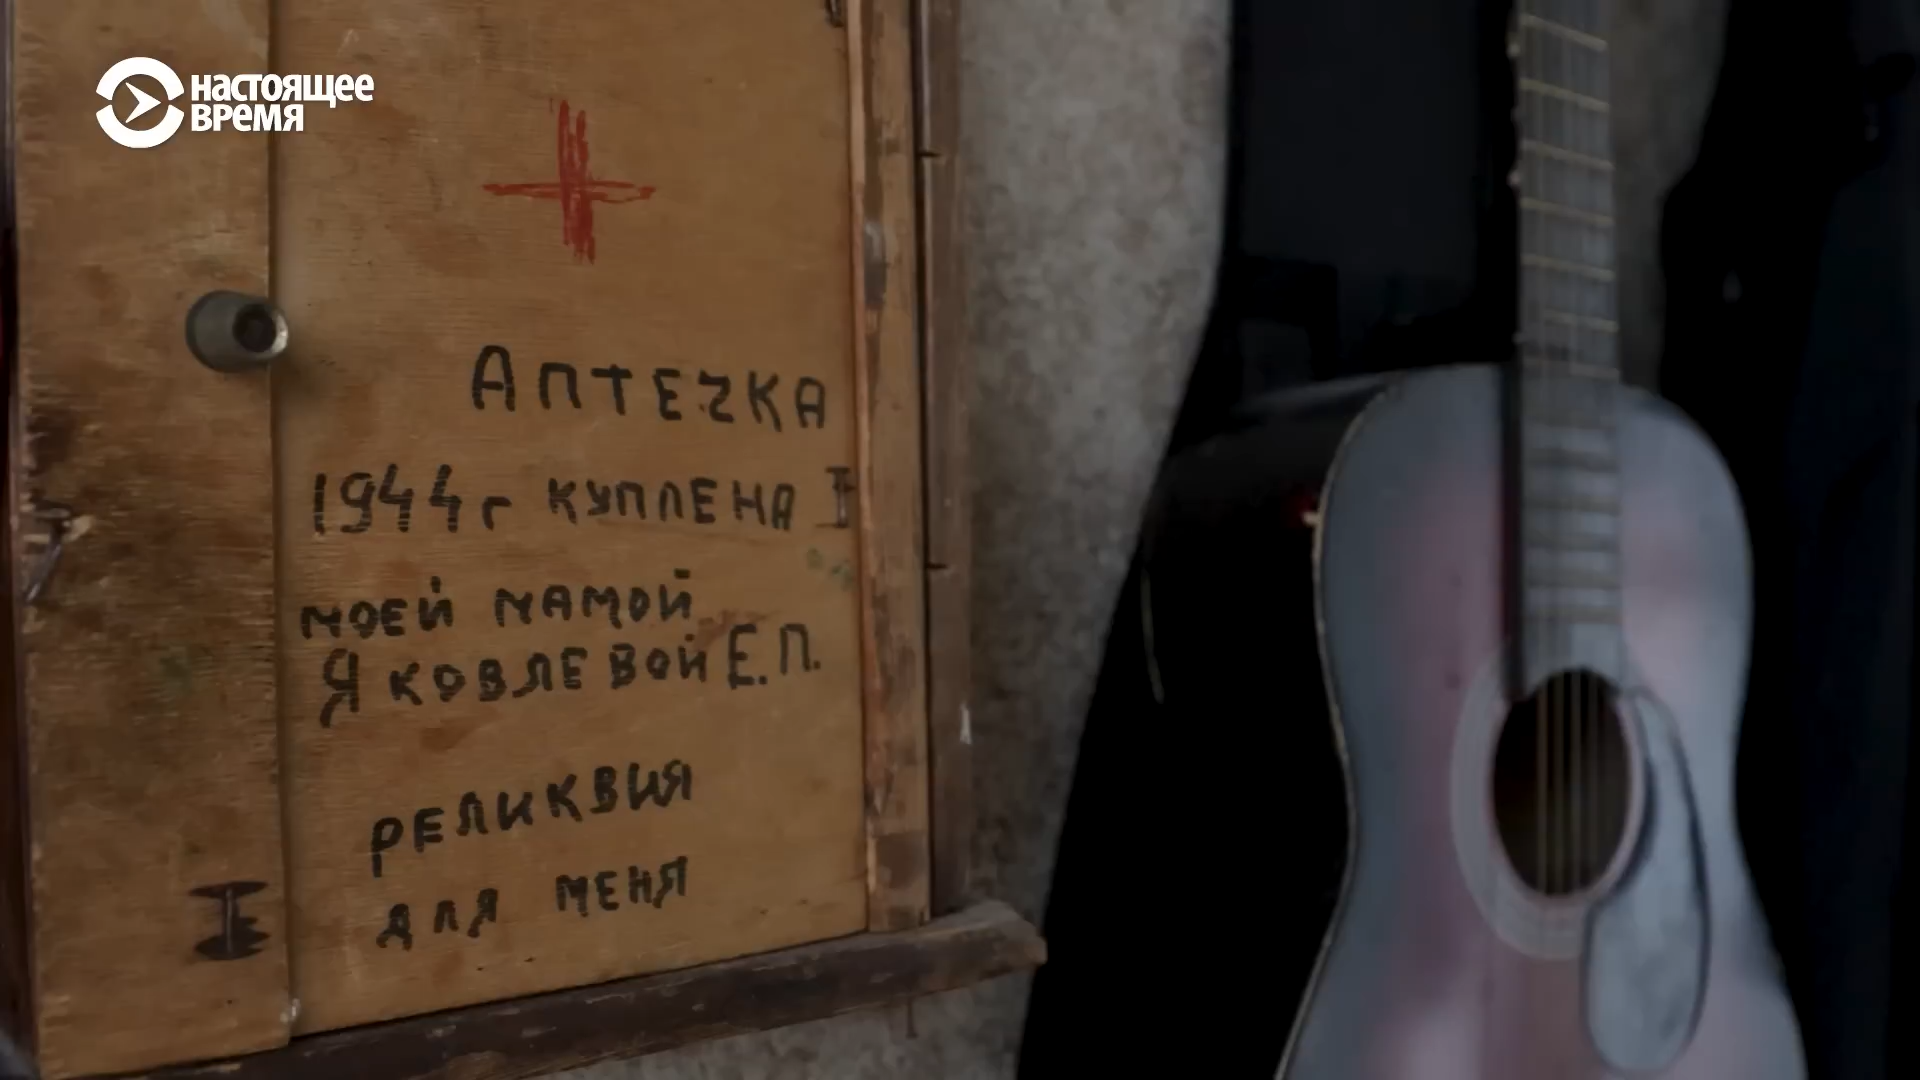 настоящее
время
Аптечка
1944г куплена I
моей мамой
Яковлевой Е.П.
реликвия
для меня
I